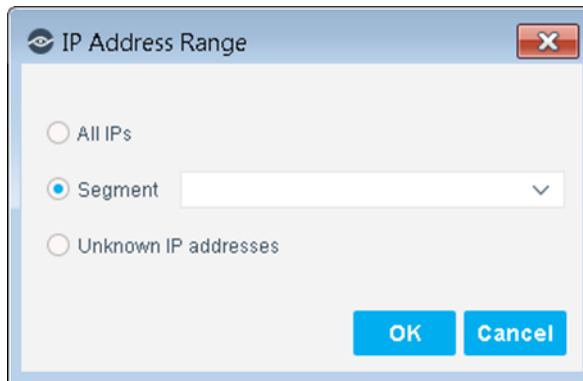 IP Address Range
All IPs
Segment
Unknown IP addresses
OK Cancel